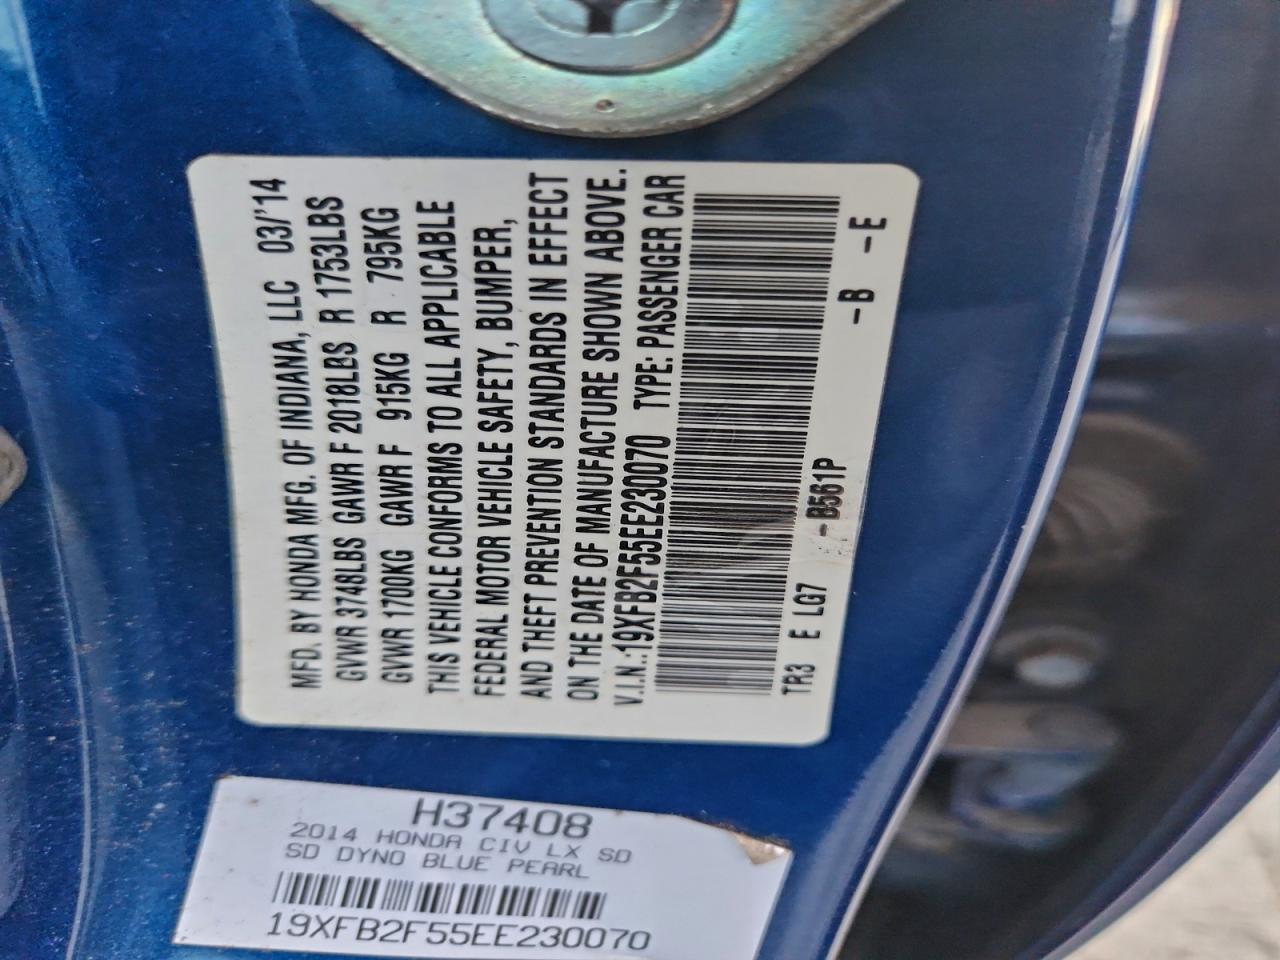 MFD. BY HONDA MFG. OF INDIANA, LLC 03/'14
GVWR 3748LBS GAWR F 2018LBS R 1753LBS
GVWR 1700KG GAWR F 915KG R 795KG
THIS VEHICLE CONFORMS TO ALL APPLICABLE
FEDERAL MOTOR VEHICLE SAFETY, BUMPER,
AND THEFT PREVENTION STANDARDS IN EFFECT
ON THE DATE OF MANUFACTURE SHOWN ABOVE.
V.I.N.:19XFB2F55EE230070 TYPE: PASSENGER CAR
TR3 E LG7 -B561P -B -E
H37408
2014 HONDA CIV LX SD
SD DYNO BLUE PEARL
19XFB2F55EE230070